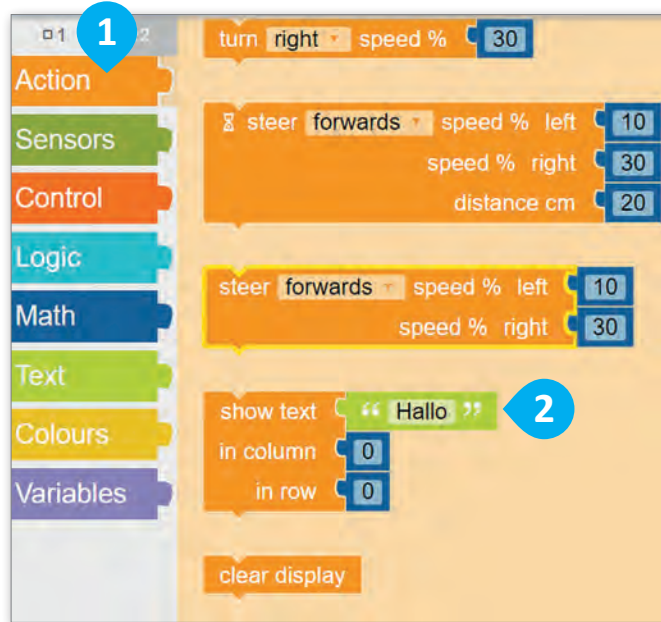 1 2
1
Action
Sensors
Control
Logic
Math
Text
Colours
Variables
turn right speed % 30
steer forwards speed % left 10
speed % right 30
distance cm 20
steer forwards speed % left 10
speed % right 30
show text “ Hallo ” 2
in column 0
in row 0
clear display